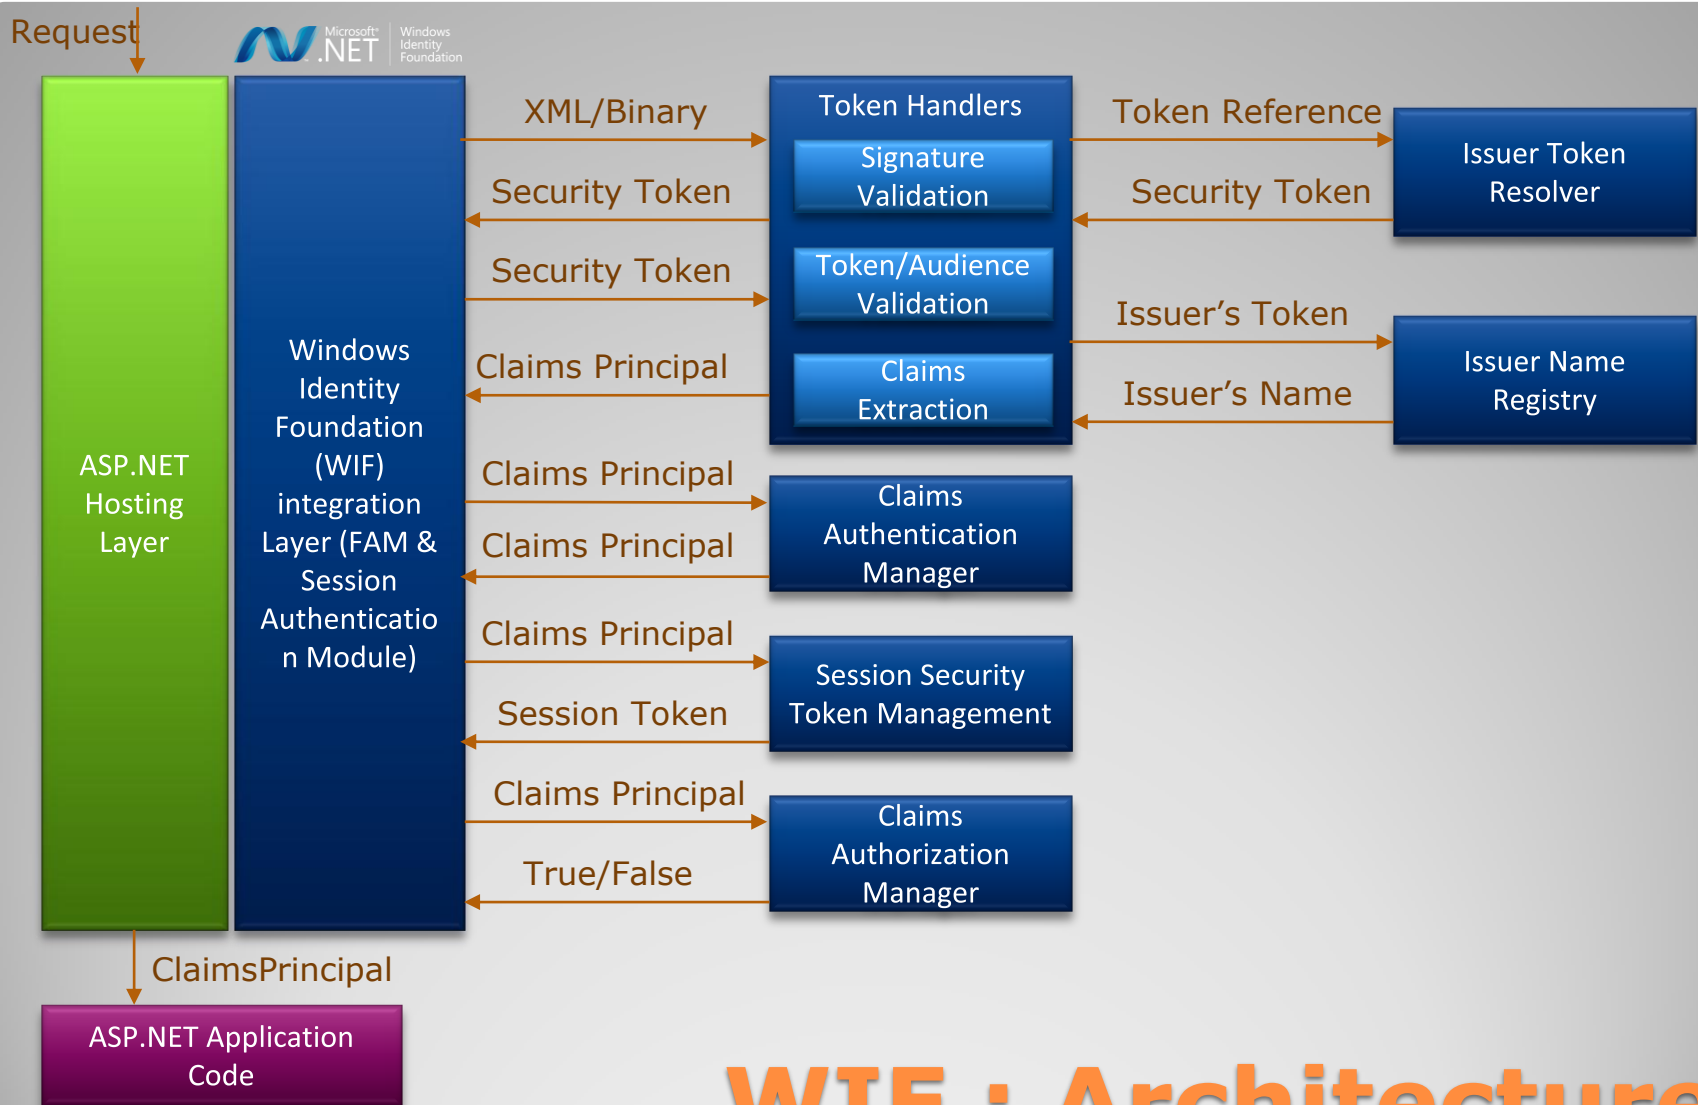 Request
Microsoft®
.NET
Windows
Identity
Foundation
ASP.NET
Hosting
Layer
Windows
Identity
Foundation
(WIF)
integration
Layer (FAM &
Session
Authenticatio
n Module)
XML/Binary
Security Token
Security Token
Claims Principal
Claims Principal
Claims Principal
Claims Principal
Session Token
Claims Principal
True/False
Token Handlers
Signature
Validation
Token/Audience
Validation
Claims
Extraction
Claims
Authentication
Manager
Session Security
Token Management
Claims
Authorization
Manager
Token Reference
Security Token
Issuer's Token
Issuer's Name
Issuer Token
Resolver
Issuer Name
Registry
ClaimsPrincipal
ASP.NET Application
Code
WIF : Architecture